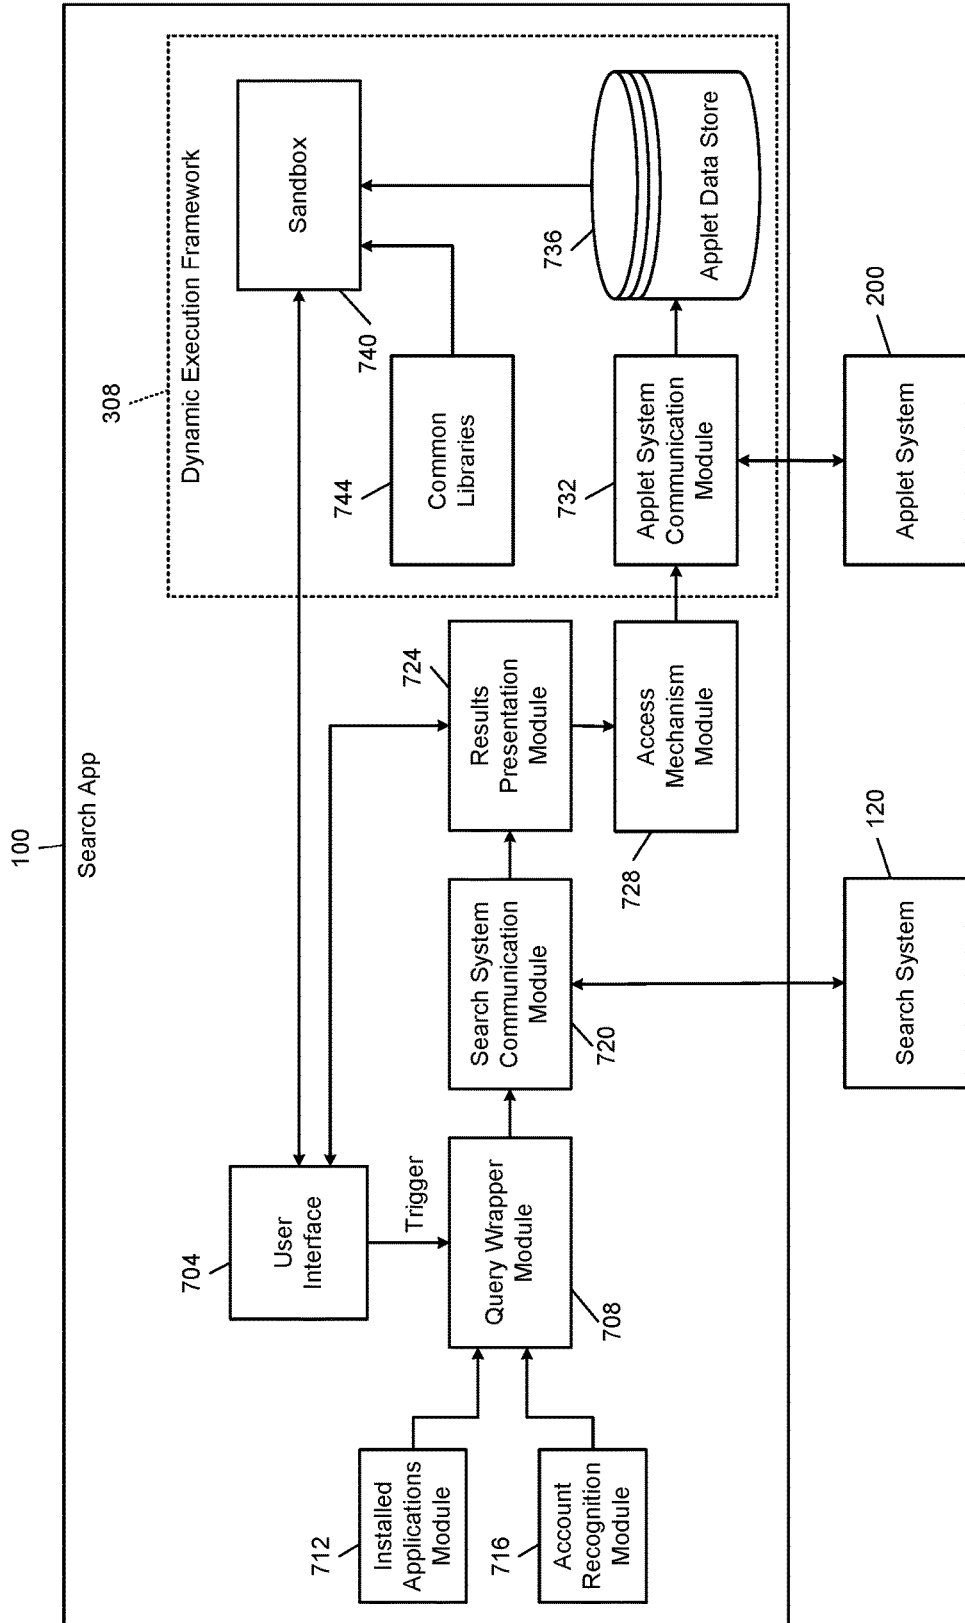 100
Search App
308
Dynamic Execution Framework
704
User
Interface
Sandbox
740
Trigger
712
Installed
Applications
Module
716
Account
Recognition
Module
Query Wrapper
Module
708
Search System
Communication
Module
720
724
Results
Presentation
Module
744
Common
Libraries
728
Access
Mechanism
Module
732
Applet System
Communication
Module
736
Applet Data Store
120
Search System
200
Applet System